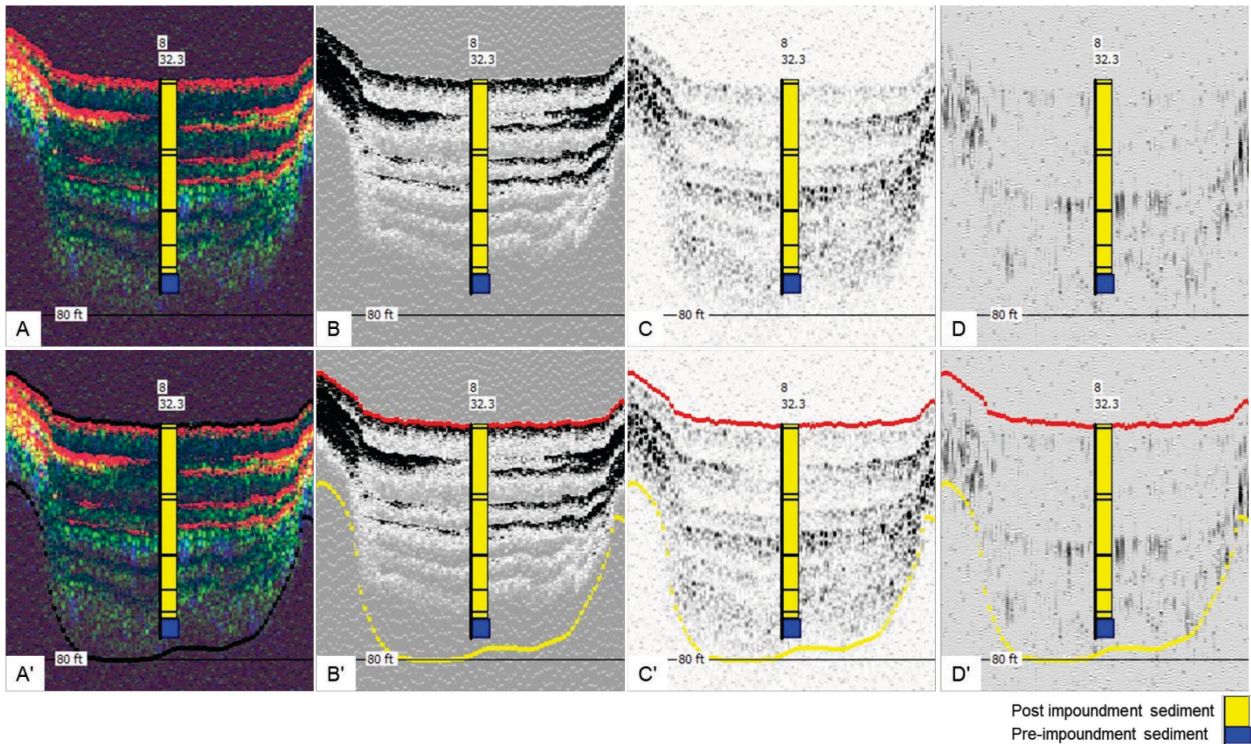 8
32.3
80 ft
A
8
32.3
80 ft
B
8
32.3
80 ft
C
8
32.3
80 ft
D
8
32.3
80 ft
A'
8
32.3
80 ft
B'
8
32.3
80 ft
C'
8
32.3
80 ft
D'
Post impoundment sediment
Pre-impoundment sediment